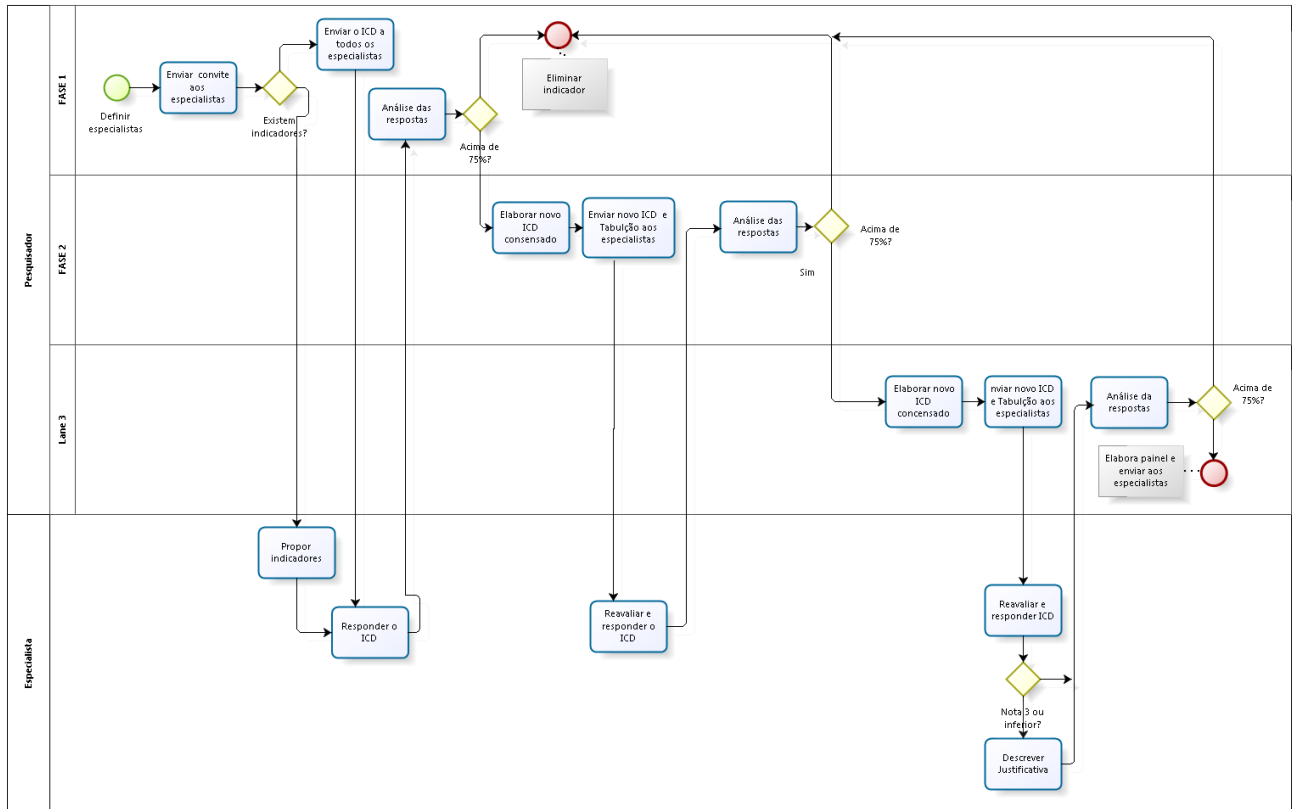 Pesquisador
FASE 1
Definir
especialistas
Enviar convite
aos
especialistas
Existem
indicadores?
Enviar o ICD a
todos os
especialistas
Análise das
respostas
Acima de
75%?
Eliminar
indicador
FASE 2
Elaborar novo
ICD
consensado
Enviar novo ICD e
Tabulção aos
especialistas
Análise das
respostas
Acima de
75%?
Sim
Lane 3
Elaborar novo
ICD
concensado
nviar novo ICD
e Tabulção aos
especialistas
Análise da
respostas
Acima de
75%?
Elabora painel e
enviar aos
especialistas
Especialista
Propor
indicadores
Responder o
ICD
Reavaliar e
responder o
ICD
Reavaliar e
responder ICD
Nota 3 ou
inferior?
Descrever
Justificativa